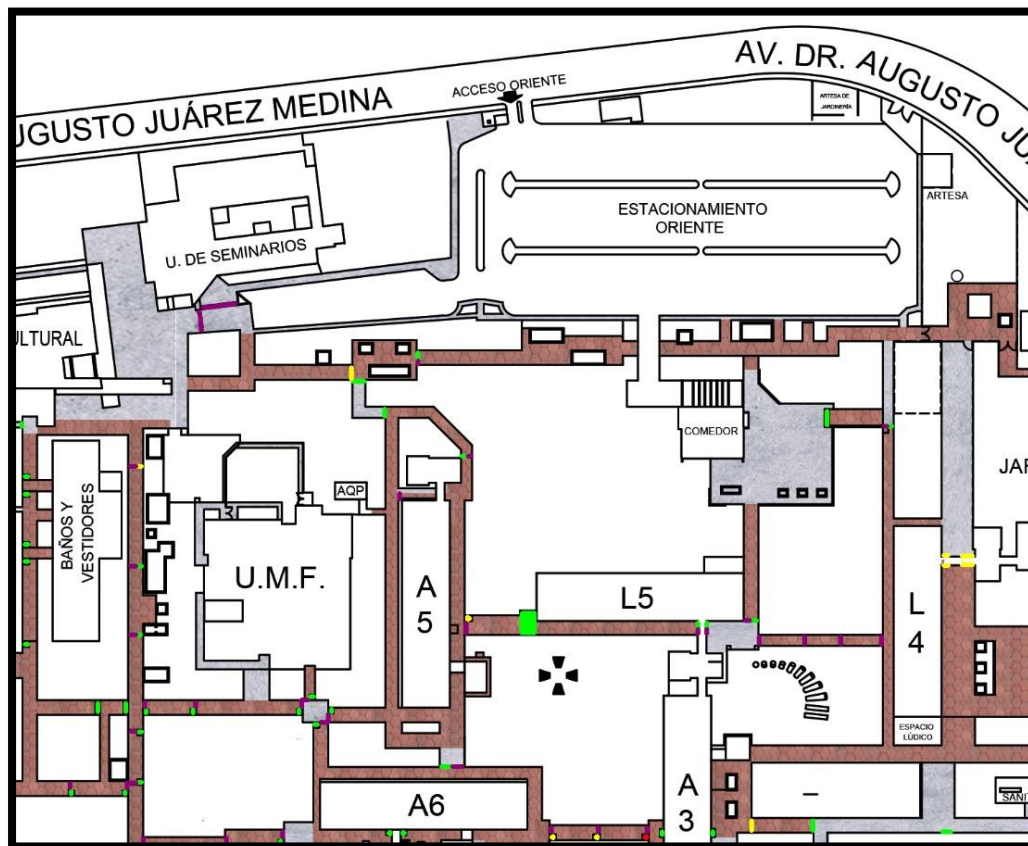 AV. DR. AUGUSTO JU
UGUSTO JUÁREZ MEDINA
ACCESO ORIENTE
ARTESA DE
JARDINERÍA
ARTESA
ESTACIONAMIENTO
ORIENTE
U. DE SEMINARIOS
ULTURAL
COMEDOR
JAR
AQP
BAÑOS Y
VESTIDORES
U.M.F.
A
5
L5
L
4
ESPACIO
LÚDICO
A6
A
3
SANIT